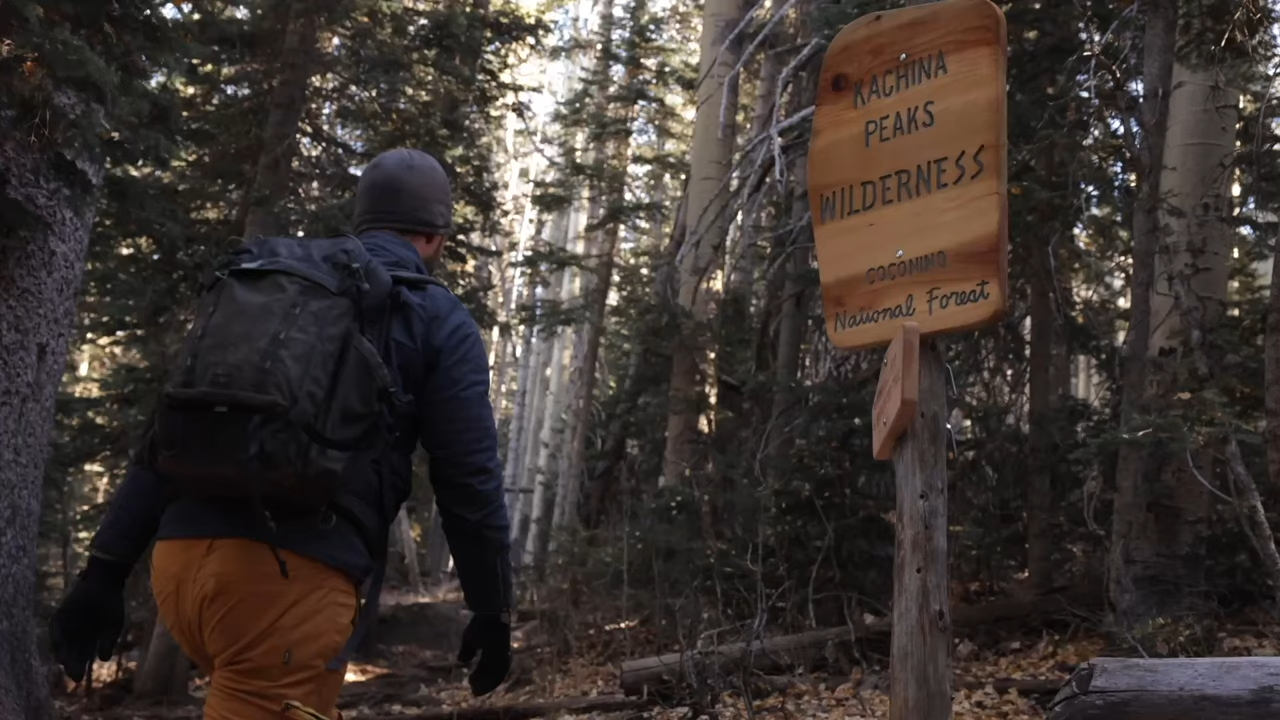 KACHINA
PEAKS
WILDERNESS
COCONINO
National Forest